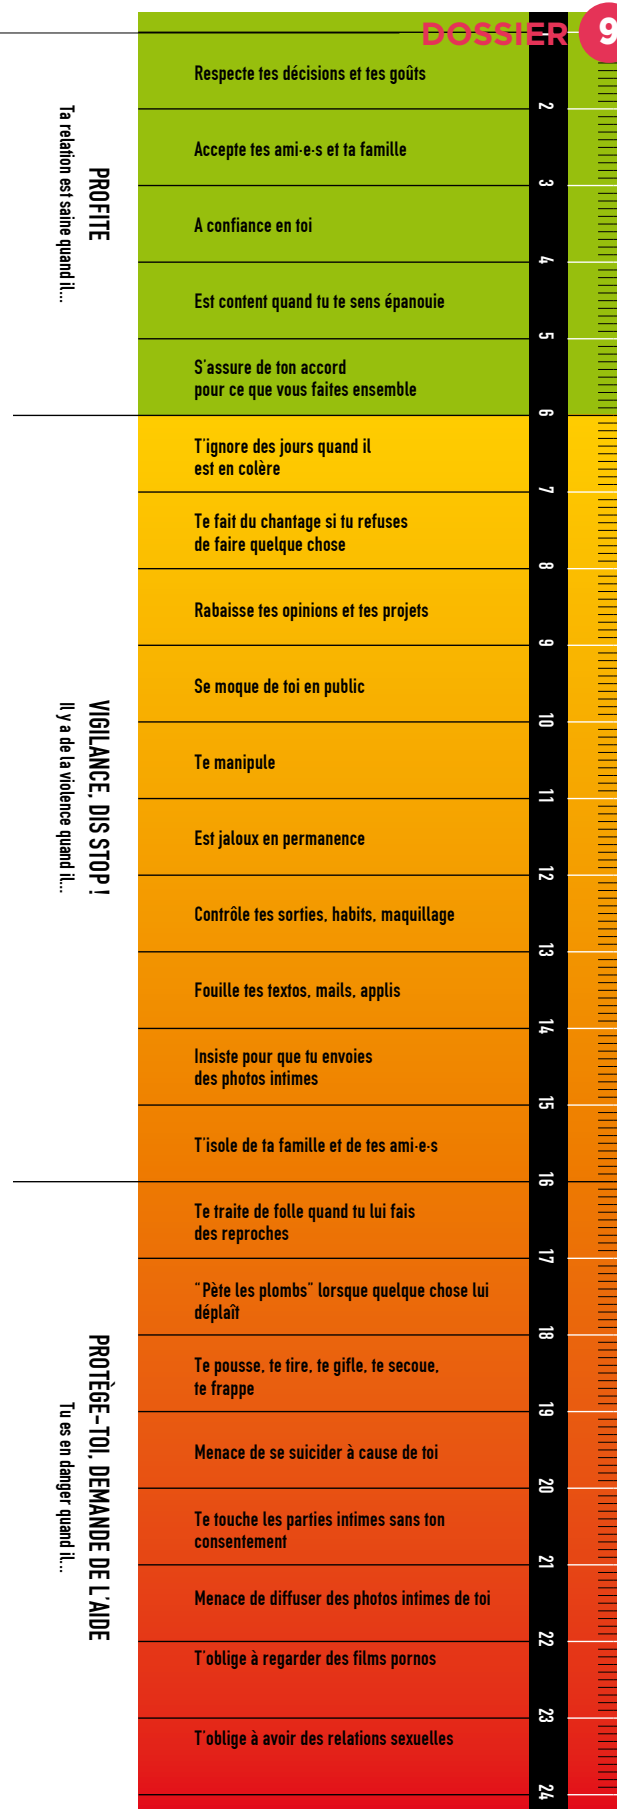 DOSSIER 9
PROFITE
Ta relation est saine quand il...
Respecte tes décisions et tes goûts
2
Accepte tes ami·e·s et ta famille
3
A confiance en toi
4
Est content quand tu te sens épanouie
5
S'assure de ton accord
pour ce que vous faites ensemble
6
VIGILANCE, DIS STOP !
Il y a de la violence quand il...
T'ignore des jours quand il
est en colère
7
Te fait du chantage si tu refuses
de faire quelque chose
8
Rabaisse tes opinions et tes projets
9
Se moque de toi en public
10
Te manipule
11
Est jaloux en permanence
12
Contrôle tes sorties, habits, maquillage
13
Fouille tes textos, mails, applis
14
Insiste pour que tu envoies
des photos intimes
15
T'isole de ta famille et de tes ami·e·s
16
PROTÈGE-TOI, DEMANDE DE L'AIDE
Tu es en danger quand il...
Te traite de folle quand tu lui fais
des reproches
17
"Pète les plombs" lorsque quelque chose lui
déplaît
18
Te pousse, te tire, te gifle, te secoue,
te frappe
19
Menace de se suicider à cause de toi
20
Te touche les parties intimes sans ton
consentement
21
Menace de diffuser des photos intimes de toi
22
T'oblige à regarder des films pornos
23
T'oblige à avoir des relations sexuelles
24